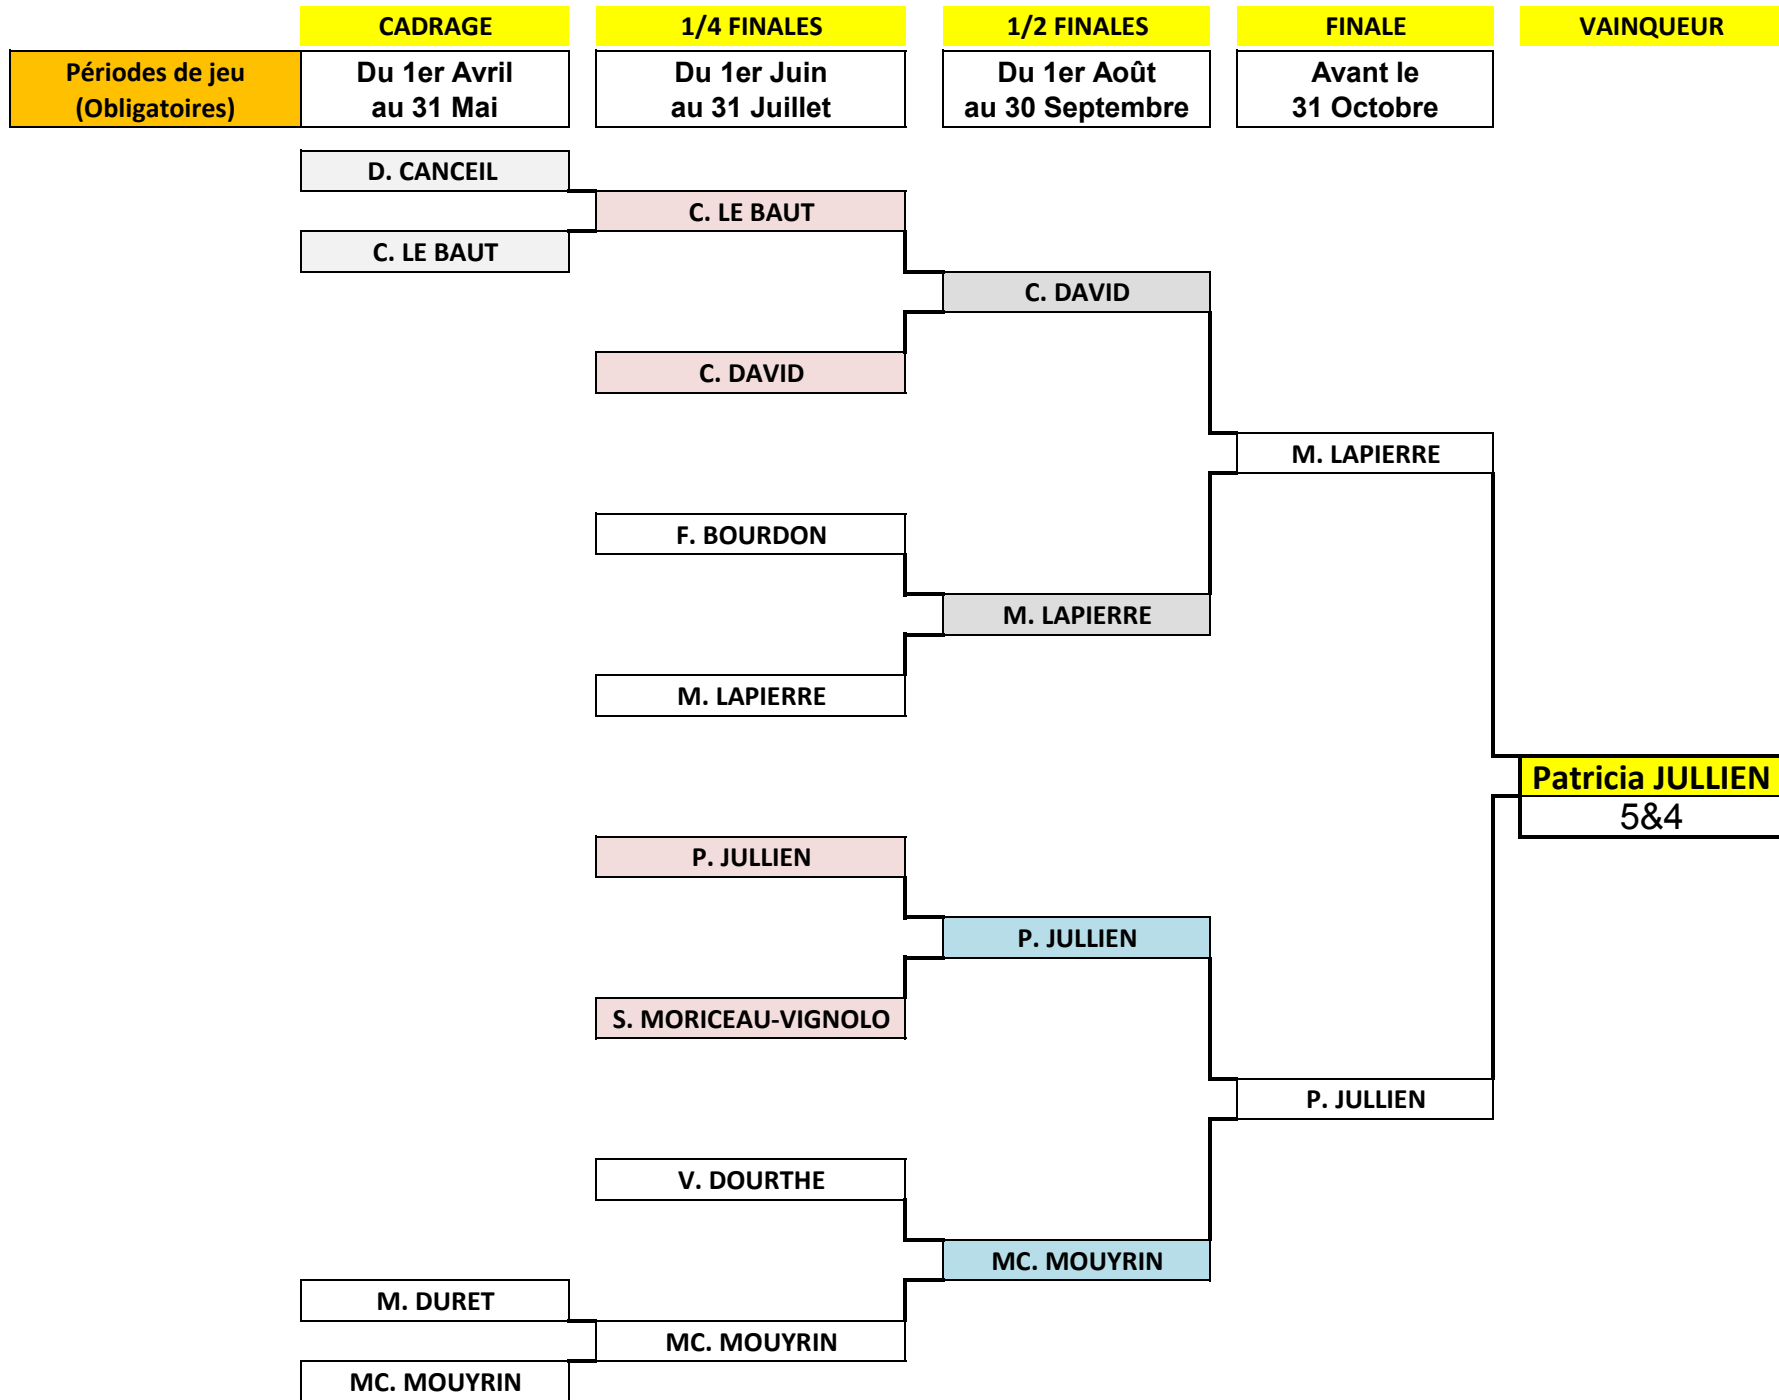 CADRAGE
1/4 FINALES
1/2 FINALES
FINALE
VAINQUEUR
Périodes de jeu
(Obligatoires)
Du 1er Avril
au 31 Mai
Du 1er Juin
au 31 Juillet
Du 1er Août
au 30 Septembre
Avant le
31 Octobre
D. CANCEIL
C. LE BAUT
C. LE BAUT
C. DAVID
C. DAVID
M. LAPIERRE
F. BOURDON
M. LAPIERRE
M. LAPIERRE
Patricia JULLIEN
5&4
P. JULLIEN
P. JULLIEN
S. MORICEAU-VIGNOLO
P. JULLIEN
V. DOURTHE
MC. MOUYRIN
M. DURET
MC. MOUYRIN
MC. MOUYRIN